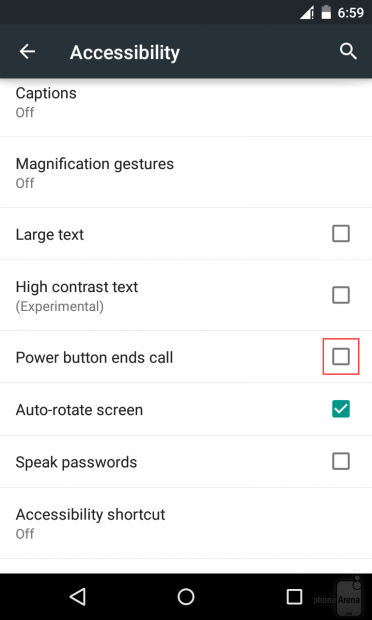 6:59
Accessibility
Captions
Off
Magnification gestures
Off
Large text
High contrast text
(Experimental)
Power button ends call
Auto-rotate screen
Speak passwords
Accessibility shortcut
Off
phoneArena